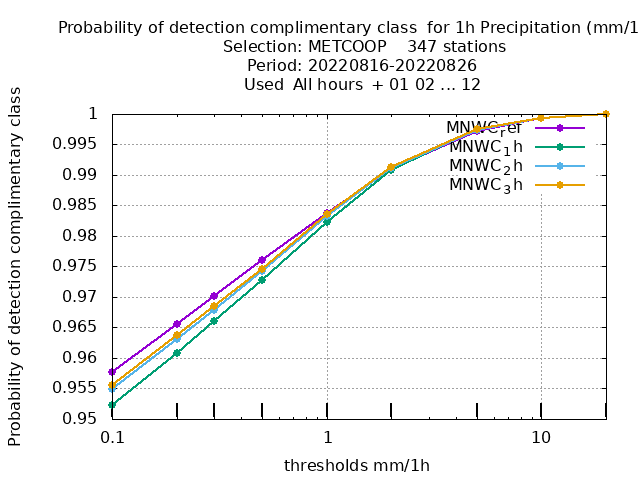 Probability of detection complimentary class for 1h Precipitation (mm/1
Selection: METCOOP 347 stations
Period: 20220816-20220826
Used All hours + 01 02 ... 12
Probability of detection complimentary class
1
0.995
0.99
0.985
0.98
0.975
0.97
0.965
0.96
0.955
0.95
0.1
1
10
thresholds mm/1h
MNWCref
MNWC1h
MNWC2h
MNWC3h